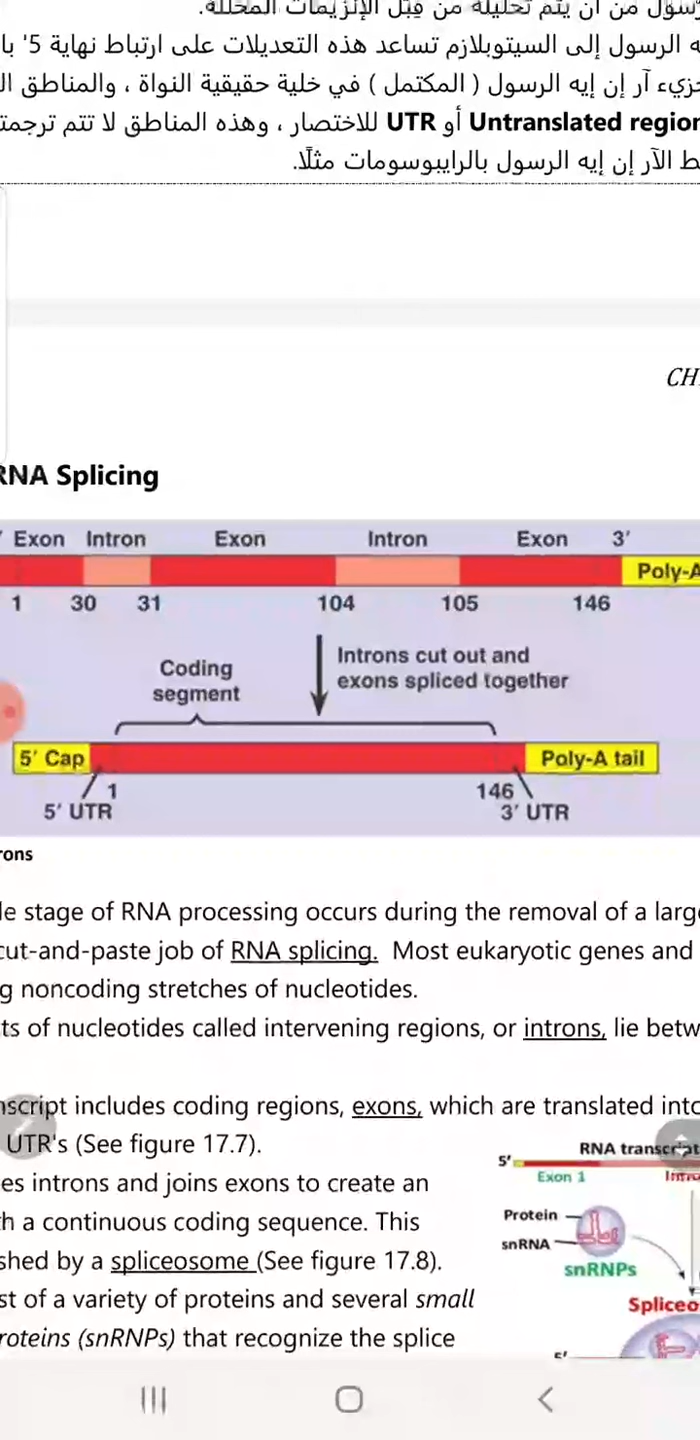 من أن يتم تحليله من قِبَل الإنزيمات المحللة.
الرسول إلى السيتوبلازم تساعد هذه التعديلات على ارتباط نهاية 5'
آر إن إيه الرسول ( المكتمل ) في خلية حقيقية النواة ، والمناطق
Untranslated region أو UTR للاختصار ، وهذه المناطق لا تتم
الآر إن إيه الرسول بالرايبوسومات مثلًا.
CH
RNA Splicing
Exon Intron Exon Intron Exon 3′
Poly-A
1 30 31 104 105 146
Coding segment
Introns cut out and
exons spliced together
5′ Cap Poly-A tail
1 146
5′ UTR 3′ UTR
rons
le stage of RNA processing occurs during the removal of a larg
cut-and-paste job of RNA splicing. Most eukaryotic genes and
g noncoding stretches of nucleotides.
ts of nucleotides called intervening regions, or introns, lie betw
nscript includes coding regions, exons, which are translated into
UTR's (See figure 17.7).
es introns and joins exons to create an
h a continuous coding sequence. This
shed by a spliceosome (See figure 17.8).
st of a variety of proteins and several small
roteins (snRNPs) that recognize the splice
RNA transcript
5′
Exon 1
Protein
snRNA
snRNPs
Spliceo
5′